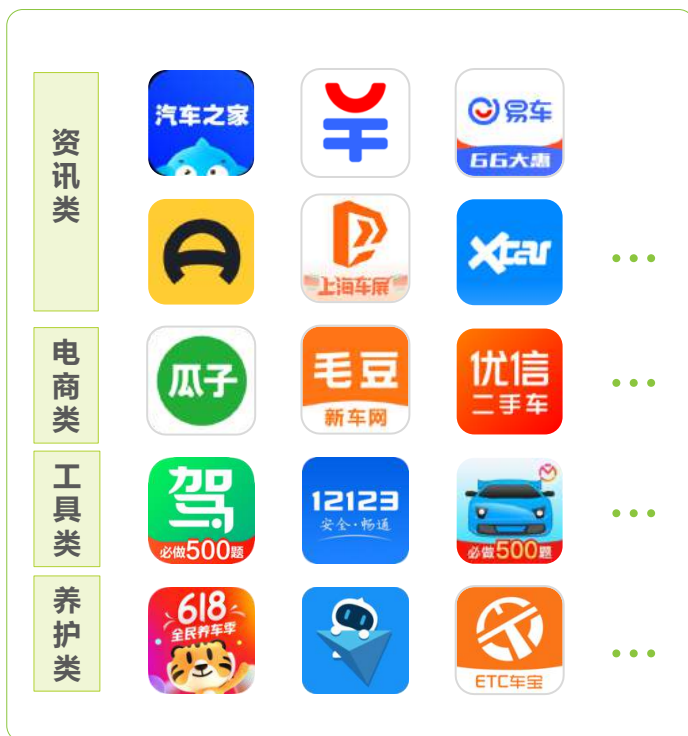 资讯类
汽车之家
易车
66大惠
上海车展
Xcar
电商类
瓜子
毛豆
新车网
优信
二手车
工具类
驾
必做500题
12123
安全·畅通
必做500题
养护类
618
全民养车季
ETC车宝